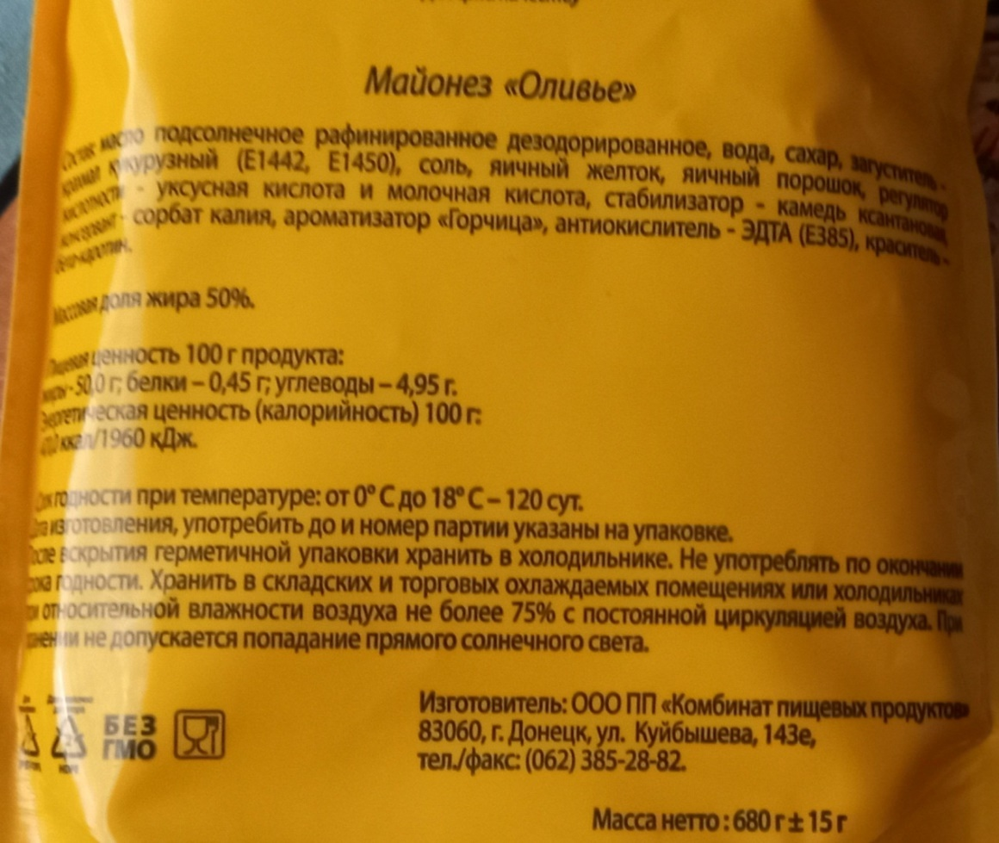 Майонез «Оливье»
Состав: масло подсолнечное рафинированное дезодорированное, вода, сахар, загуститель -
крахмал кукурузный (Е1442, Е1450), соль, яичный желток, яичный порошок, регулятор
кислотности - уксусная кислота и молочная кислота, стабилизатор - камедь ксантановая,
консервант - сорбат калия, ароматизатор «Горчица», антиокислитель - ЭДТА (Е385), краситель -
бета-каротин.
Массовая доля жира 50%.
Пищевая ценность 100 г продукта:
жиры - 50,0 г; белки – 0,45 г; углеводы – 4,95 г.
Энергетическая ценность (калорийность) 100 г:
ккал/1960 кДж.
Срок годности при температуре: от 0° С до 18° С – 120 сут.
Дата изготовления, употребить до и номер партии указаны на упаковке.
После вскрытия герметичной упаковки хранить в холодильнике. Не употреблять по окончании
срока годности. Хранить в складских и торговых охлаждаемых помещениях или холодильниках
при относительной влажности воздуха не более 75% с постоянной циркуляцией воздуха. При
хранении не допускается попадание прямого солнечного света.
БЕЗ
ГМО
Изготовитель: ООО ПП «Комбинат пищевых продуктов»
83060, г. Донецк, ул. Куйбышева, 143е,
тел./факс: (062) 385-28-82.
Масса нетто : 680 г ± 15 г